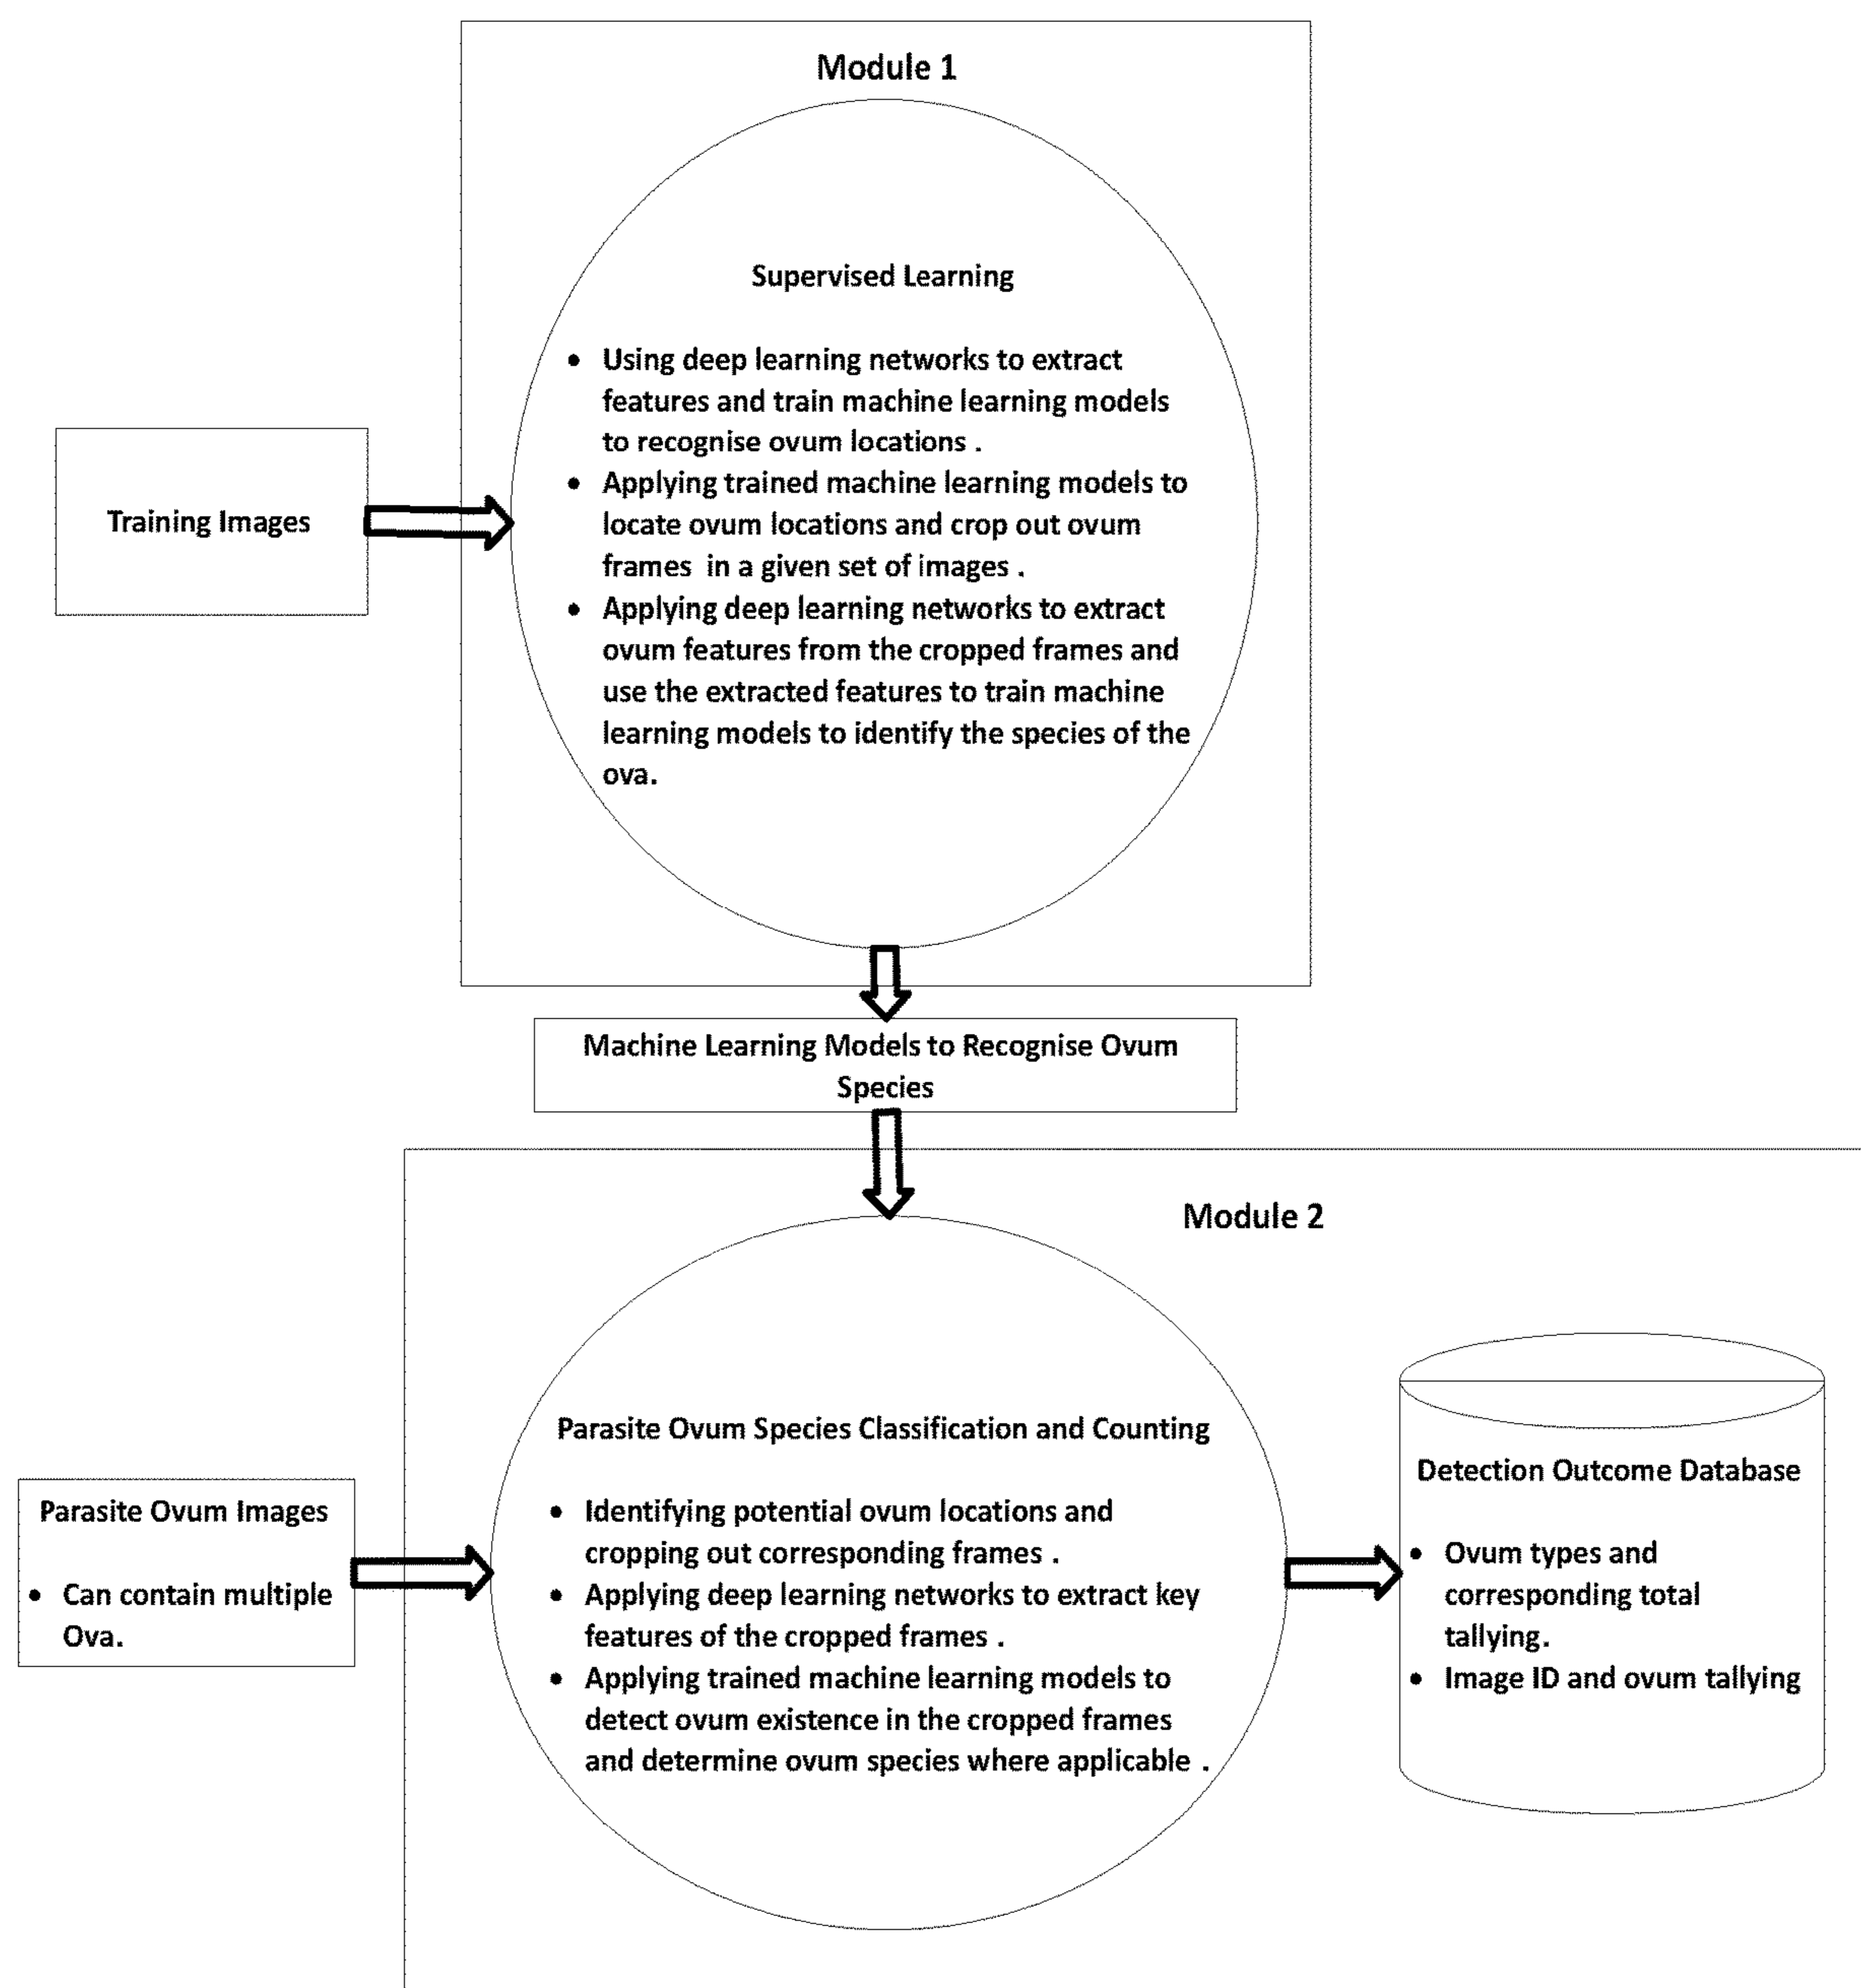 Module 1
Supervised Learning
• Using deep learning networks to extract
features and train machine learning models
to recognise ovum locations .
• Applying trained machine learning models to
locate ovum locations and crop out ovum
frames in a given set of images .
• Applying deep learning networks to extract
ovum features from the cropped frames and
use the extracted features to train machine
learning models to identify the species of the
ova.
Training Images
Machine Learning Models to Recognise Ovum
Species
Module 2
Parasite Ovum Images
• Can contain multiple
Ova.
Parasite Ovum Species Classification and Counting
• Identifying potential ovum locations and
cropping out corresponding frames .
• Applying deep learning networks to extract key
features of the cropped frames .
• Applying trained machine learning models to
detect ovum existence in the cropped frames
and determine ovum species where applicable .
Detection Outcome Database
• Ovum types and
corresponding total
tallying.
• Image ID and ovum tallying